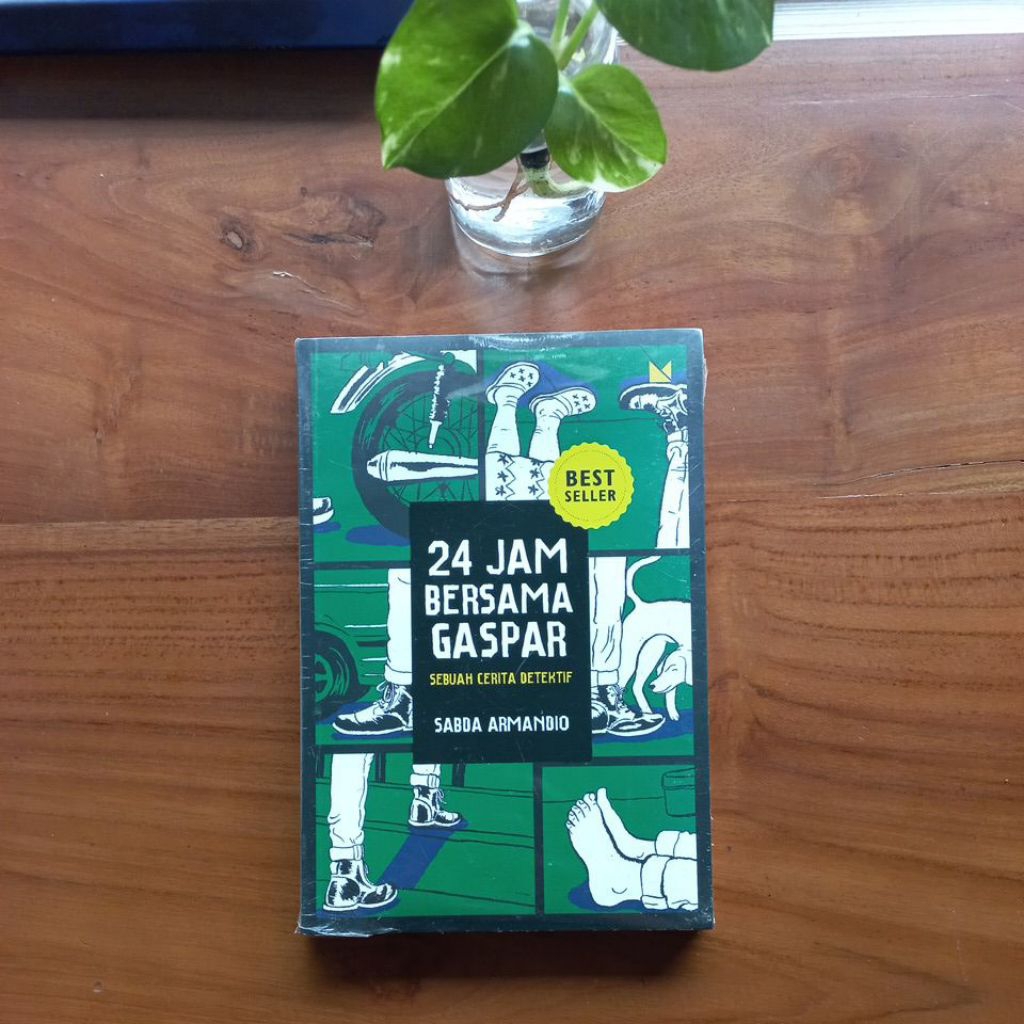 BEST
SELLER
24 JAM
BERSAMA
GASPAR
SEBUAH CERITA DETEKTIF
SABDA ARMANDIO